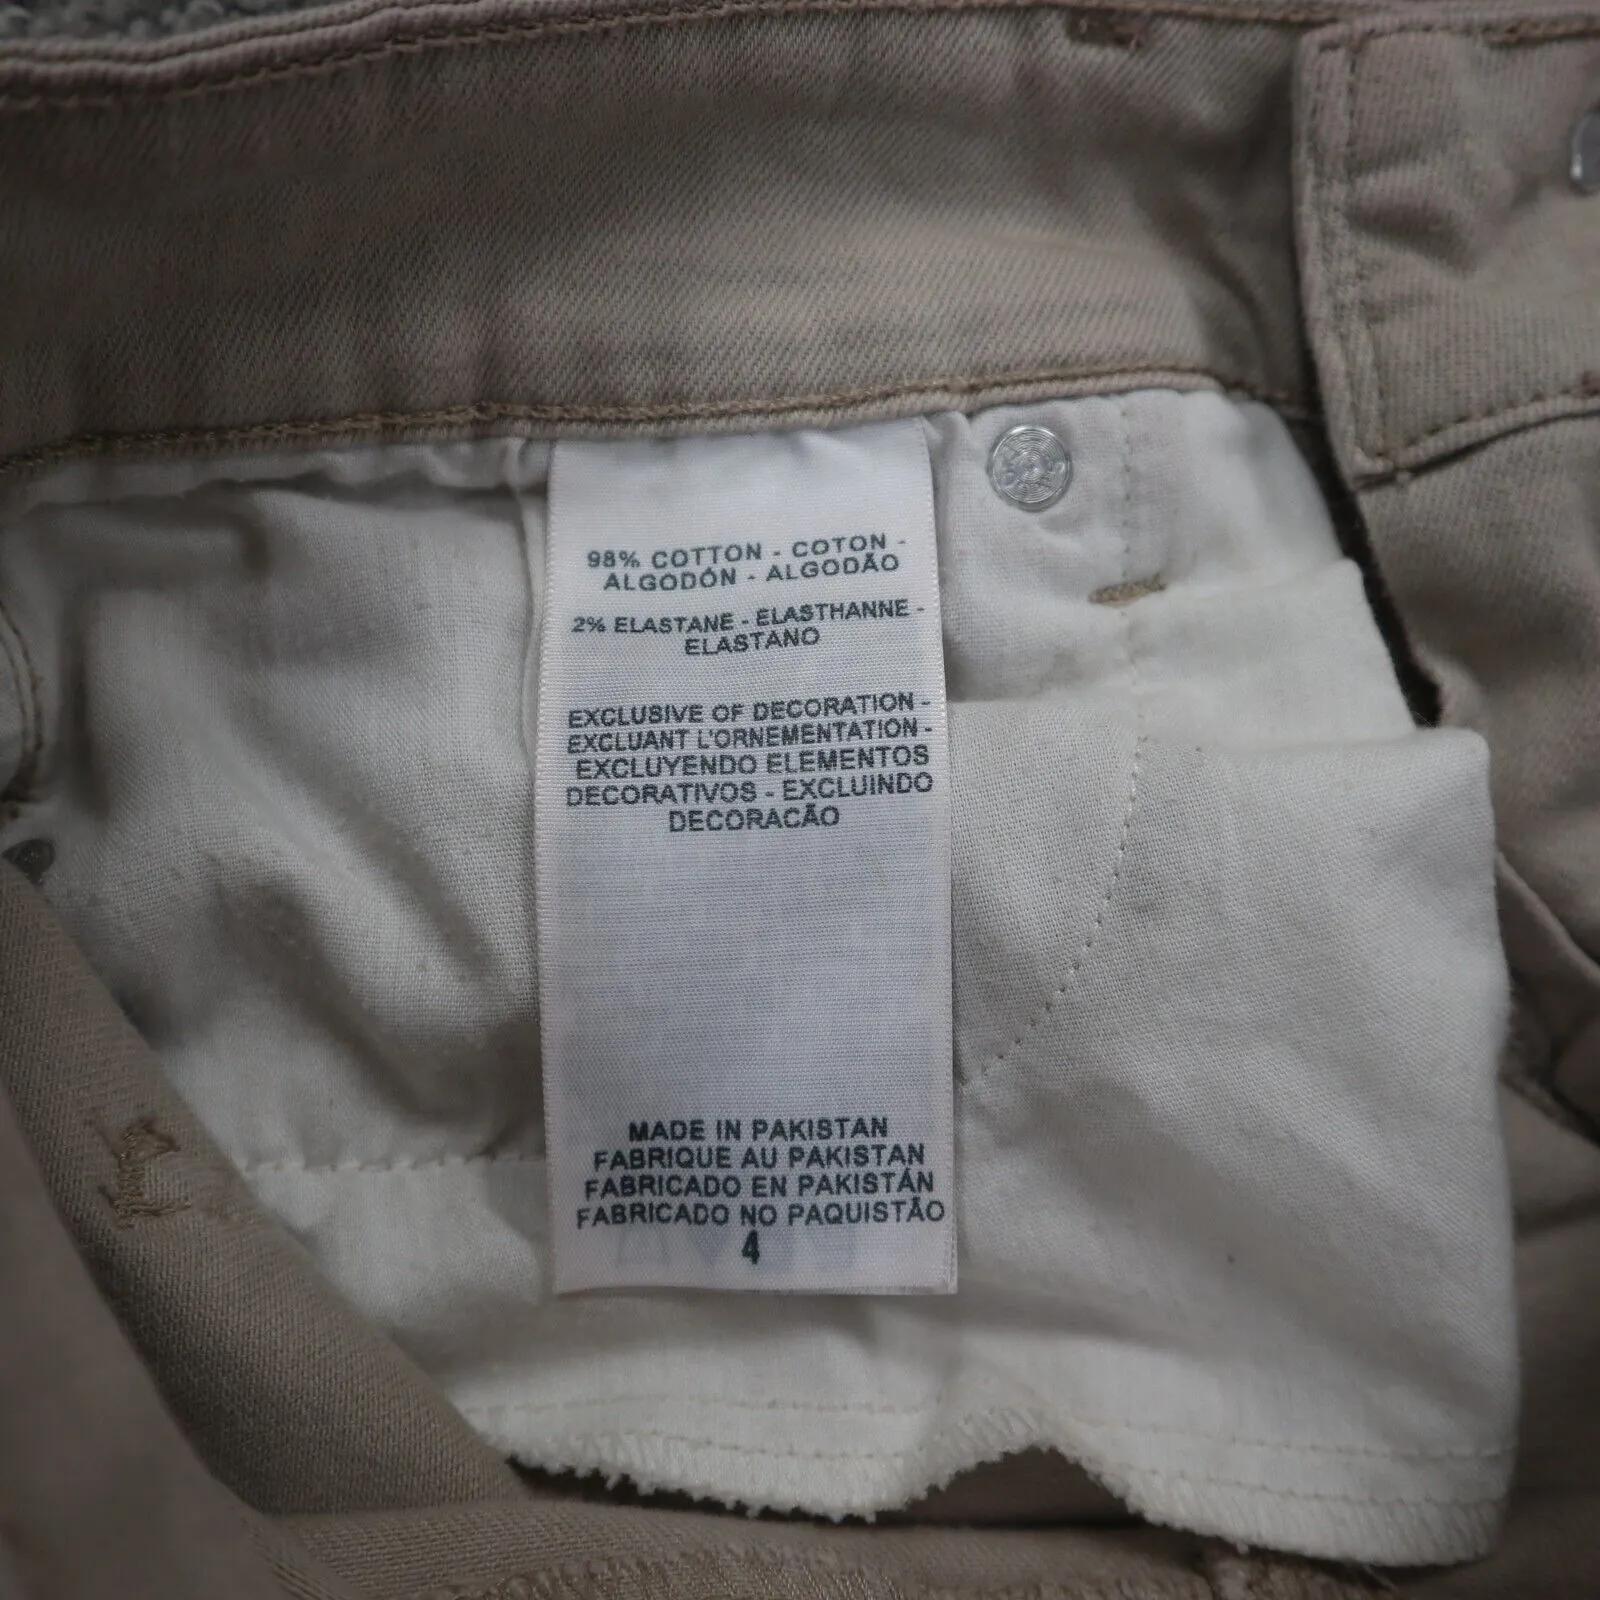 98% COTTON - COTON -
ALGODÓN - ALGODÃO
2% ELASTANE - ELASTHANNE -
ELASTANO
EXCLUSIVE OF DECORATION -
EXCLUANT L'ORNEMENTATION -
EXCLUYENDO ELEMENTOS
DECORATIVOS - EXCLUINDO
DECORACÃO
MADE IN PAKISTAN
FABRIQUE AU PAKISTAN
FABRICADO EN PAKISTÁN
FABRICADO NO PAQUISTÃO
4